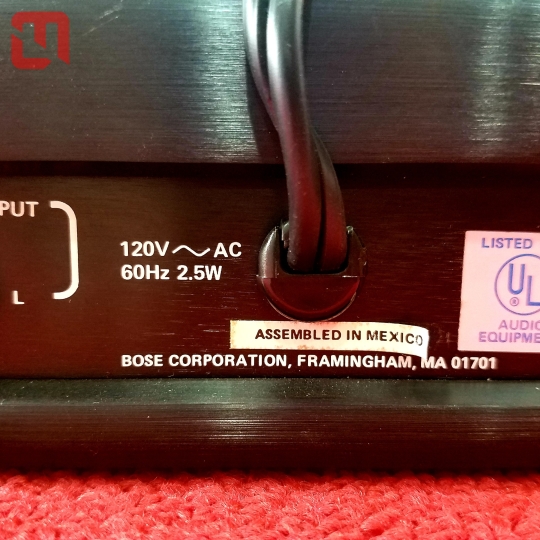 PUT
L
120V ～ AC
60Hz 2.5W
ASSEMBLED IN MEXICO
BOSE CORPORATION, FRAMINGHAM, MA 01701
LISTED
UL
®
AUDIO
EQUIPME